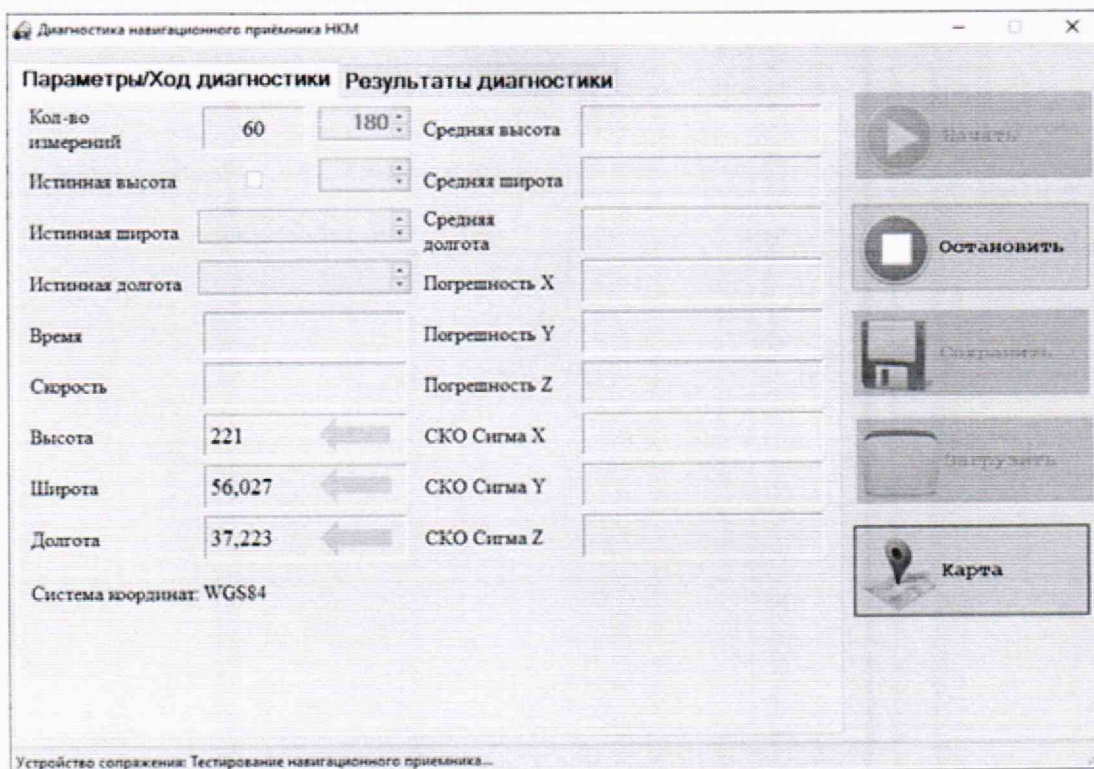 Диагностика навигационного приёмника НКМ
Параметры/Ход диагностики
Результаты диагностики
Кол-во
измерений
60
180
Истинная высота
Истинная широта
Истинная долгота
Время
Скорость
Высота
221
Широта
56,027
Долгота
37,223
Система координат: WGS84
Средняя высота
Средняя широта
Средняя
долгота
Погрешность X
Погрешность Y
Погрешность Z
СКО Сигма X
СКО Сигма Y
СКО Сигма Z
Начать
Остановить
Сохранить
Загрузить
Карта
Устройство сопряжения: Тестирование навигационного приемника...